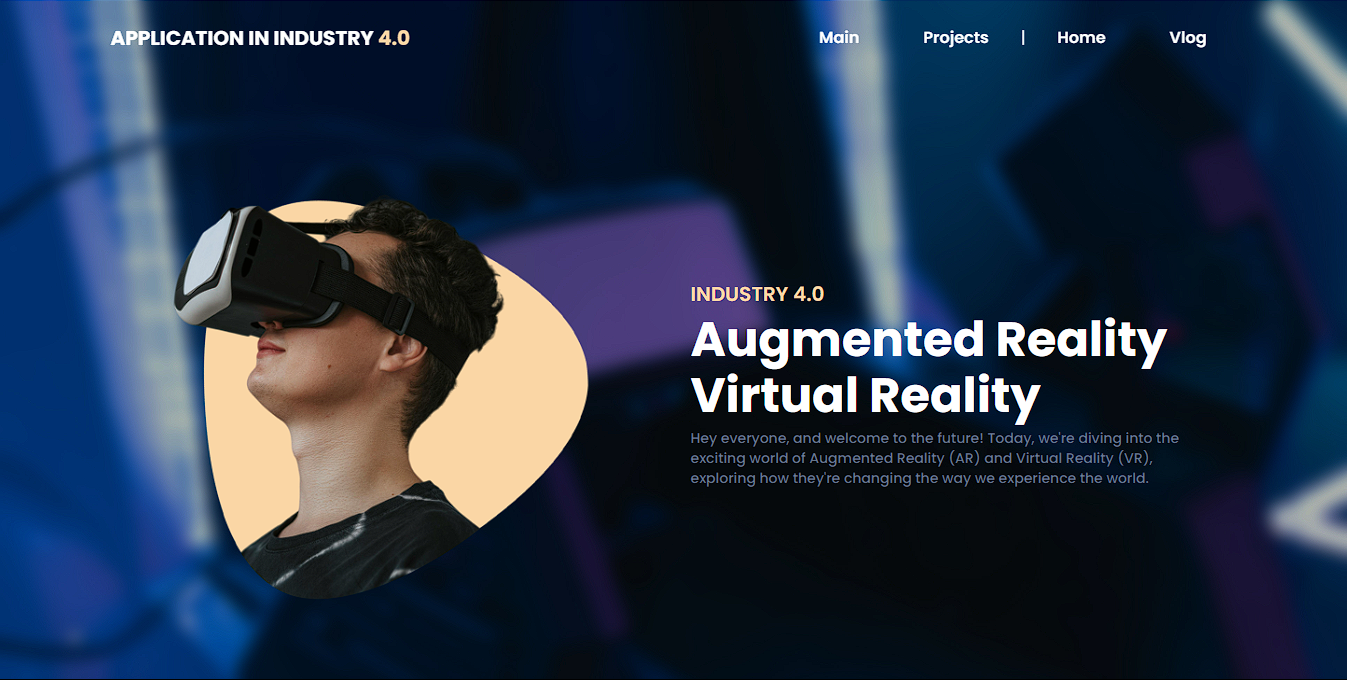 APPLICATION IN INDUSTRY 4.0
Main Projects | Home Vlog
INDUSTRY 4.0
Augmented Reality
Virtual Reality
Hey everyone, and welcome to the future! Today, we're diving into the
exciting world of Augmented Reality (AR) and Virtual Reality (VR),
exploring how they're changing the way we experience the world.